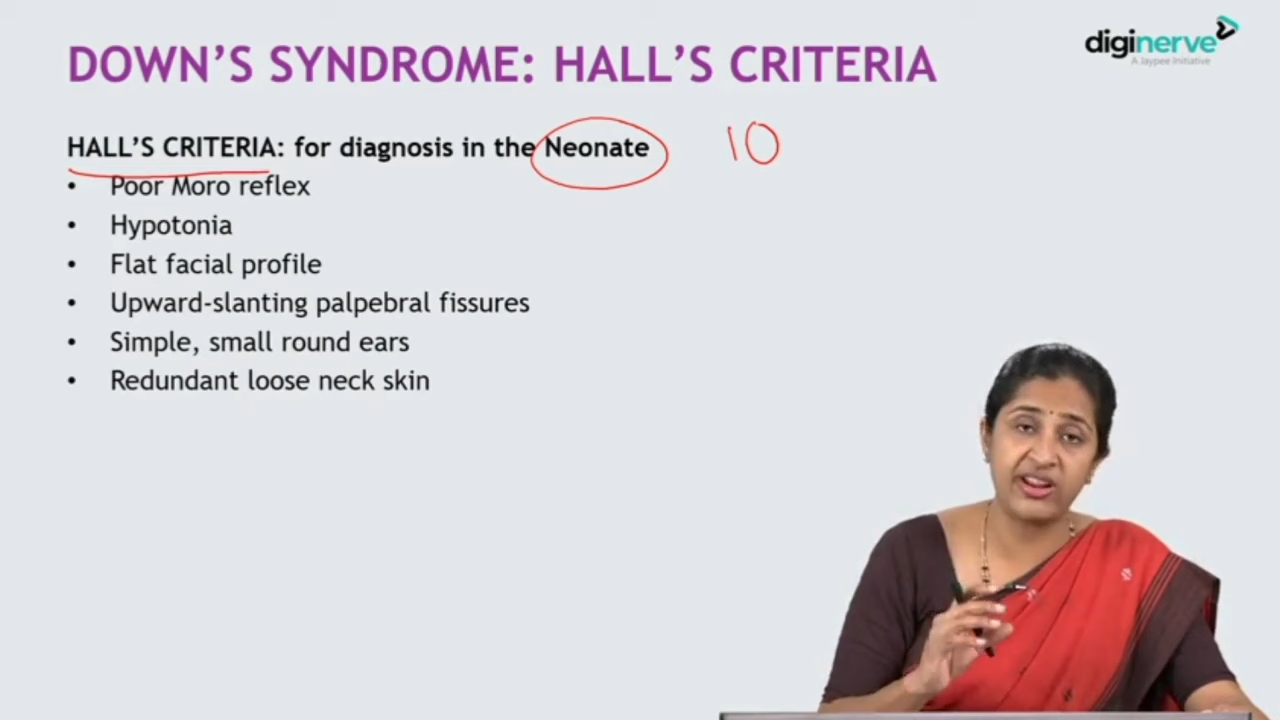 DOWN'S SYNDROME: HALL'S CRITERIA
diginerve
A Jaypee Initiative
HALL'S CRITERIA: for diagnosis in the Neonate 10
• Poor Moro reflex
• Hypotonia
• Flat facial profile
• Upward-slanting palpebral fissures
• Simple, small round ears
• Redundant loose neck skin